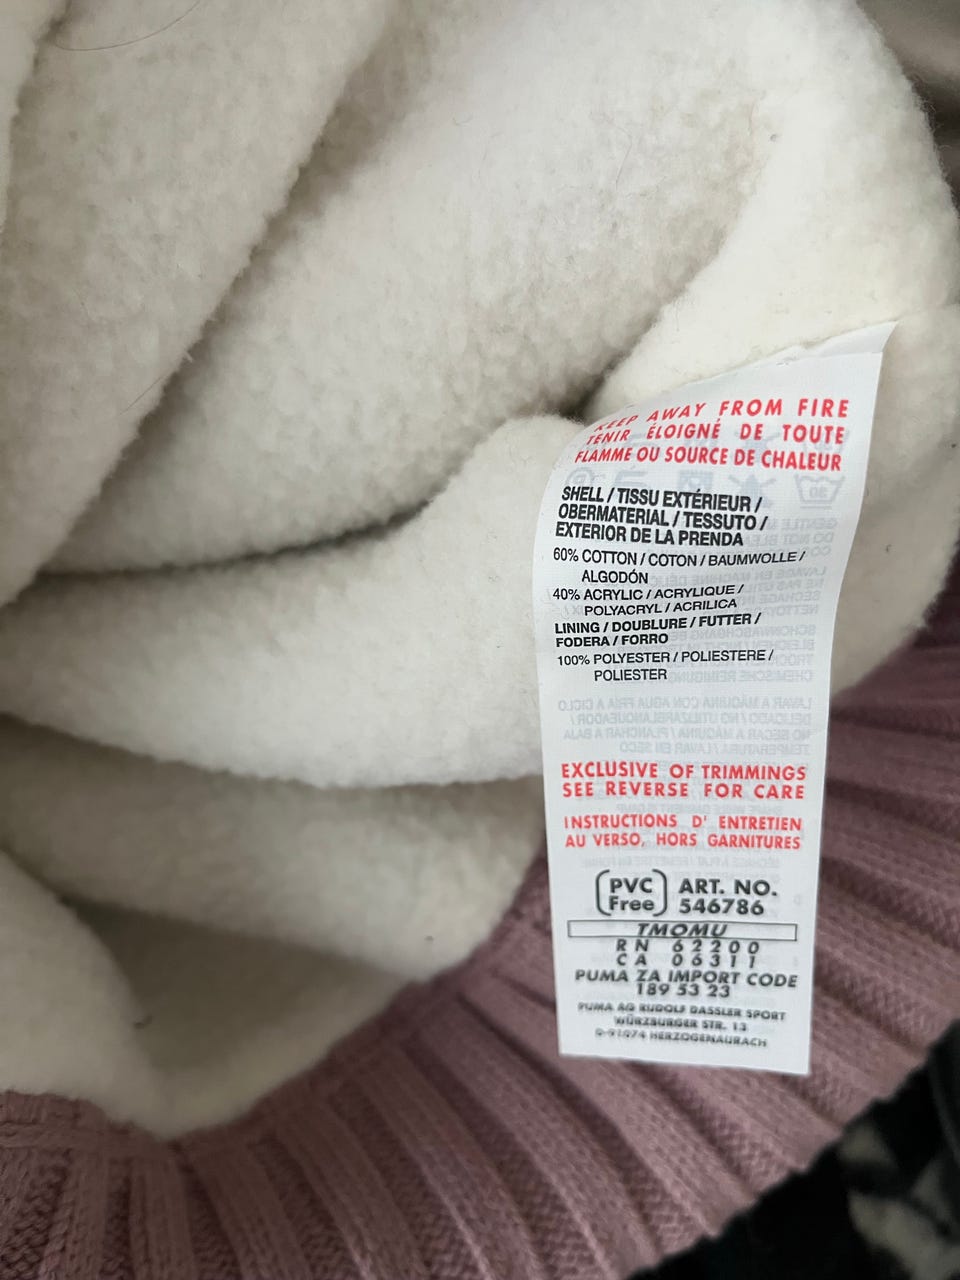 KEEP AWAY FROM FIRE
TENIR ÉLOIGNÉ DE TOUTE
FLAMME OU SOURCE DE CHALEUR
SHELL / TISSU EXTÉRIEUR /
OBERMATERIAL / TESSUTO /
EXTERIOR DE LA PRENDA
60% COTTON / COTON / BAUMWOLLE /
ALGODÓN
40% ACRYLIC / ACRYLIQUE /
POLYACRYL / ACRILICA
LINING / DOUBLURE / FUTTER /
FODERA / FORRO
100% POLYESTER / POLIESTERE /
POLIESTER
EXCLUSIVE OF TRIMMINGS
SEE REVERSE FOR CARE
INSTRUCTIONS D' ENTRETIEN
AU VERSO, HORS GARNITURES
PVC Free ART. NO. 546786
TMOMU
RN 62200
CA 06311
PUMA ZA IMPORT CODE
189 53 23
PUMA AG RUDOLF DASSLER SPORT
WÜRZBURGER STR. 13
D-91074 HERZOGENAURACH